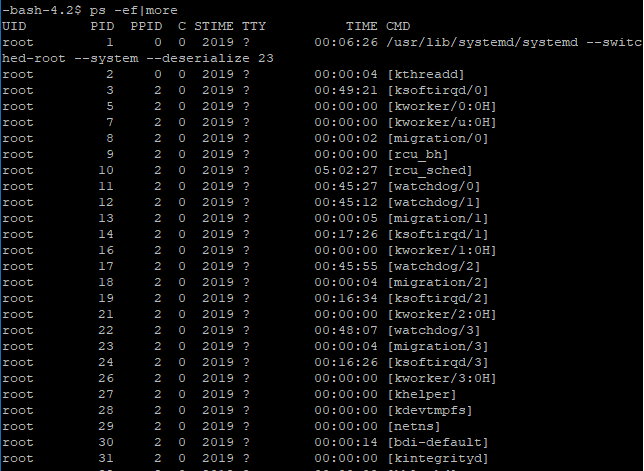 -bash-4.2$ ps -ef|more
UID        PID  PPID  C STIME TTY          TIME CMD
root         1     0  0  2019 ?        00:06:26 /usr/lib/systemd/systemd --switc
hed-root --system --deserialize 23
root         2     0  0  2019 ?        00:00:04 [kthreadd]
root         3     2  0  2019 ?        00:49:21 [ksoftirqd/0]
root         5     2  0  2019 ?        00:00:00 [kworker/0:0H]
root         7     2  0  2019 ?        00:00:00 [kworker/u:0H]
root         8     2  0  2019 ?        00:00:02 [migration/0]
root         9     2  0  2019 ?        00:00:00 [rcu_bh]
root        10     2  0  2019 ?        05:02:27 [rcu_sched]
root        11     2  0  2019 ?        00:45:27 [watchdog/0]
root        12     2  0  2019 ?        00:45:12 [watchdog/1]
root        13     2  0  2019 ?        00:00:05 [migration/1]
root        14     2  0  2019 ?        00:17:26 [ksoftirqd/1]
root        16     2  0  2019 ?        00:00:00 [kworker/1:0H]
root        17     2  0  2019 ?        00:45:55 [watchdog/2]
root        18     2  0  2019 ?        00:00:04 [migration/2]
root        19     2  0  2019 ?        00:16:34 [ksoftirqd/2]
root        21     2  0  2019 ?        00:00:00 [kworker/2:0H]
root        22     2  0  2019 ?        00:48:07 [watchdog/3]
root        23     2  0  2019 ?        00:00:04 [migration/3]
root        24     2  0  2019 ?        00:16:26 [ksoftirqd/3]
root        26     2  0  2019 ?        00:00:00 [kworker/3:0H]
root        27     2  0  2019 ?        00:00:00 [khelper]
root        28     2  0  2019 ?        00:00:00 [kdevtmpfs]
root        29     2  0  2019 ?        00:00:00 [netns]
root        30     2  0  2019 ?        00:00:14 [bdi-default]
root        31     2  0  2019 ?        00:00:00 [kintegrityd]